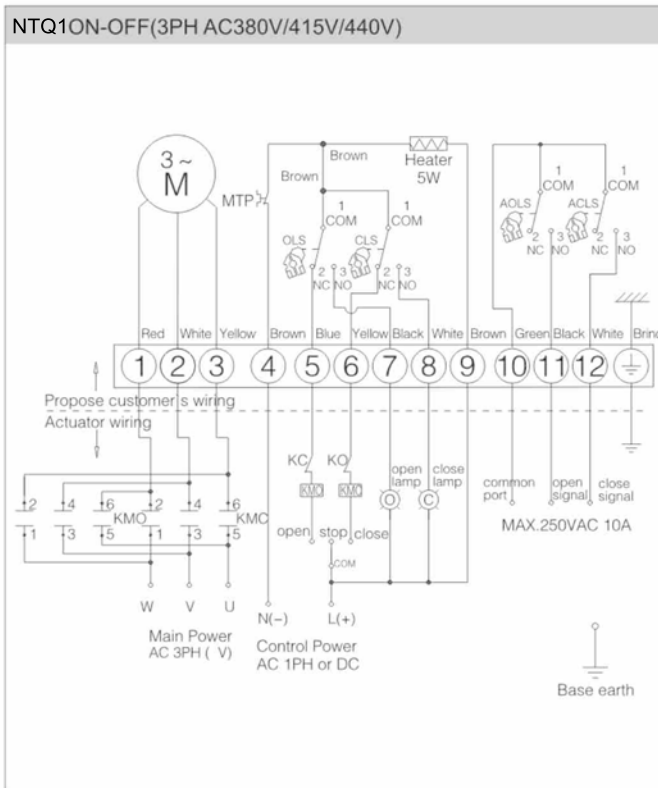 NTQ1ON-OFF(3PH AC380V/415V/440V)
3~
M
MTP
Brown
Brown
Heater
5W
1
COM
1
COM
OLS
CLS
2
NC
3
NO
2
NC
3
NO
1
COM
1
COM
AOLS
ACLS
2
NC
3
NO
2
NC
3
NO
Red White Yellow Brown Blue Yellow Black White Brown Green Black White Brind
1 2 3 4 5 6 7 8 9 10 11 12
Propose customer's wiring
Actuator wiring
KC
KO
KMO
open lamp
close lamp
O
C
common port
open signal
close signal
MAX.250VAC 10A
2 4 6 2 4 6
KMO KMC
1 3 5 1 3 5
open stop close
COM
W V U
N(-) L(+)
Main Power
AC 3PH ( V)
Control Power
AC 1PH or DC
Base earth